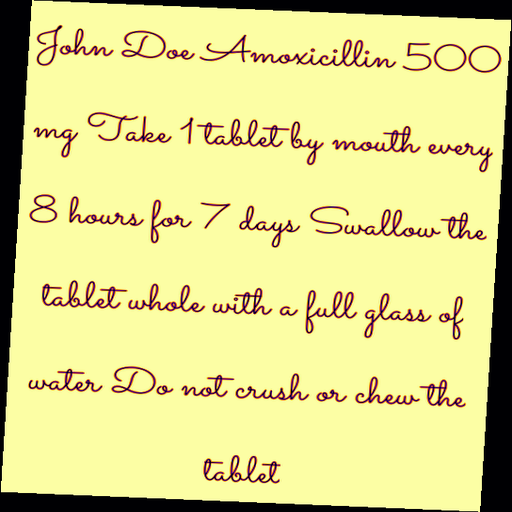 John Doe Amoxicillin 500
mg Take 1 tablet by mouth every
8 hours for 7 days Swallow the
tablet whole with a full glass of
water Do not crush or chew the
tablet